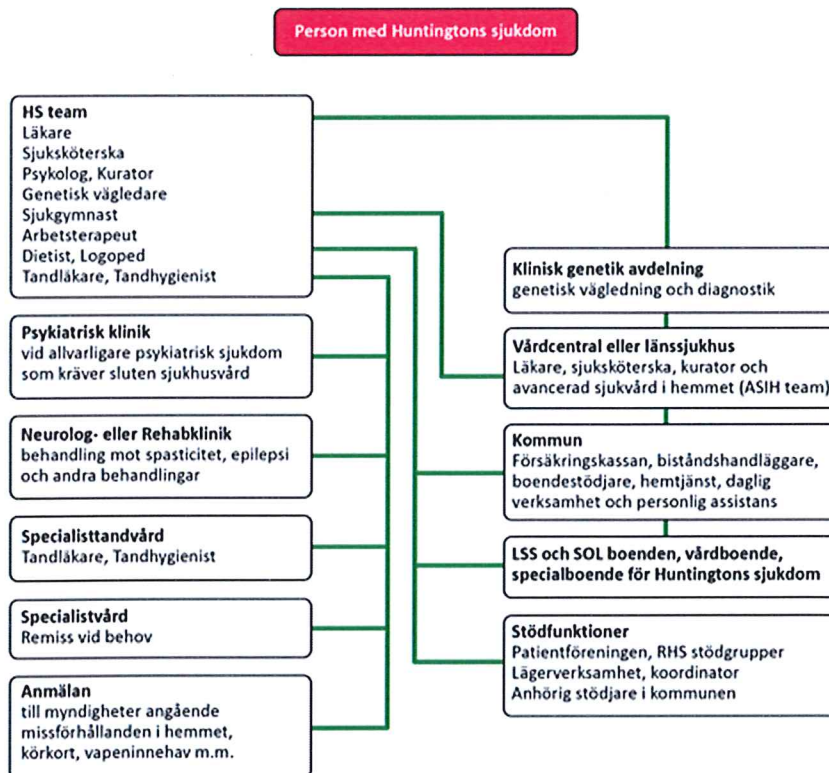 Person med Huntingtons sjukdom
HS team
Läkare
Sjuksköterska
Psykolog, Kurator
Genetisk vägledare
Sjukgymnast
Arbetsterapeut
Dietist, Logoped
Tandläkare, Tandhygienist
Psykiatrisk klinik
vid allvarligare psykiatrisk sjukdom
som kräver sluten sjukhusvård
Neurolog- eller Rehabklinik
behandling mot spasticitet, epilepsi
och andra behandlingar
Specialisttandvård
Tandläkare, Tandhygienist
Specialistvård
Remiss vid behov
Anmälan
till myndigheter angående
missförhållanden i hemmet,
körkort, vapeninnehav m.m.
Klinisk genetik avdelning
genetisk vägledning och diagnostik
Vårdcentral eller länssjukhus
Läkare, sjuksköterska, kurator och
avancerad sjukvård i hemmet (ASIH team)
Kommun
Försäkringskassan, biståndshandläggare,
boendestödjare, hemtjänst, daglig
verksamhet och personlig assistans
LSS och SOL boenden, vårdboende,
specialboende för Huntingtons sjukdom
Stödfunktioner
Patientföreningen, RHS stödgrupper
Lägerverksamhet, koordinator
Anhörig stödjare i kommunen